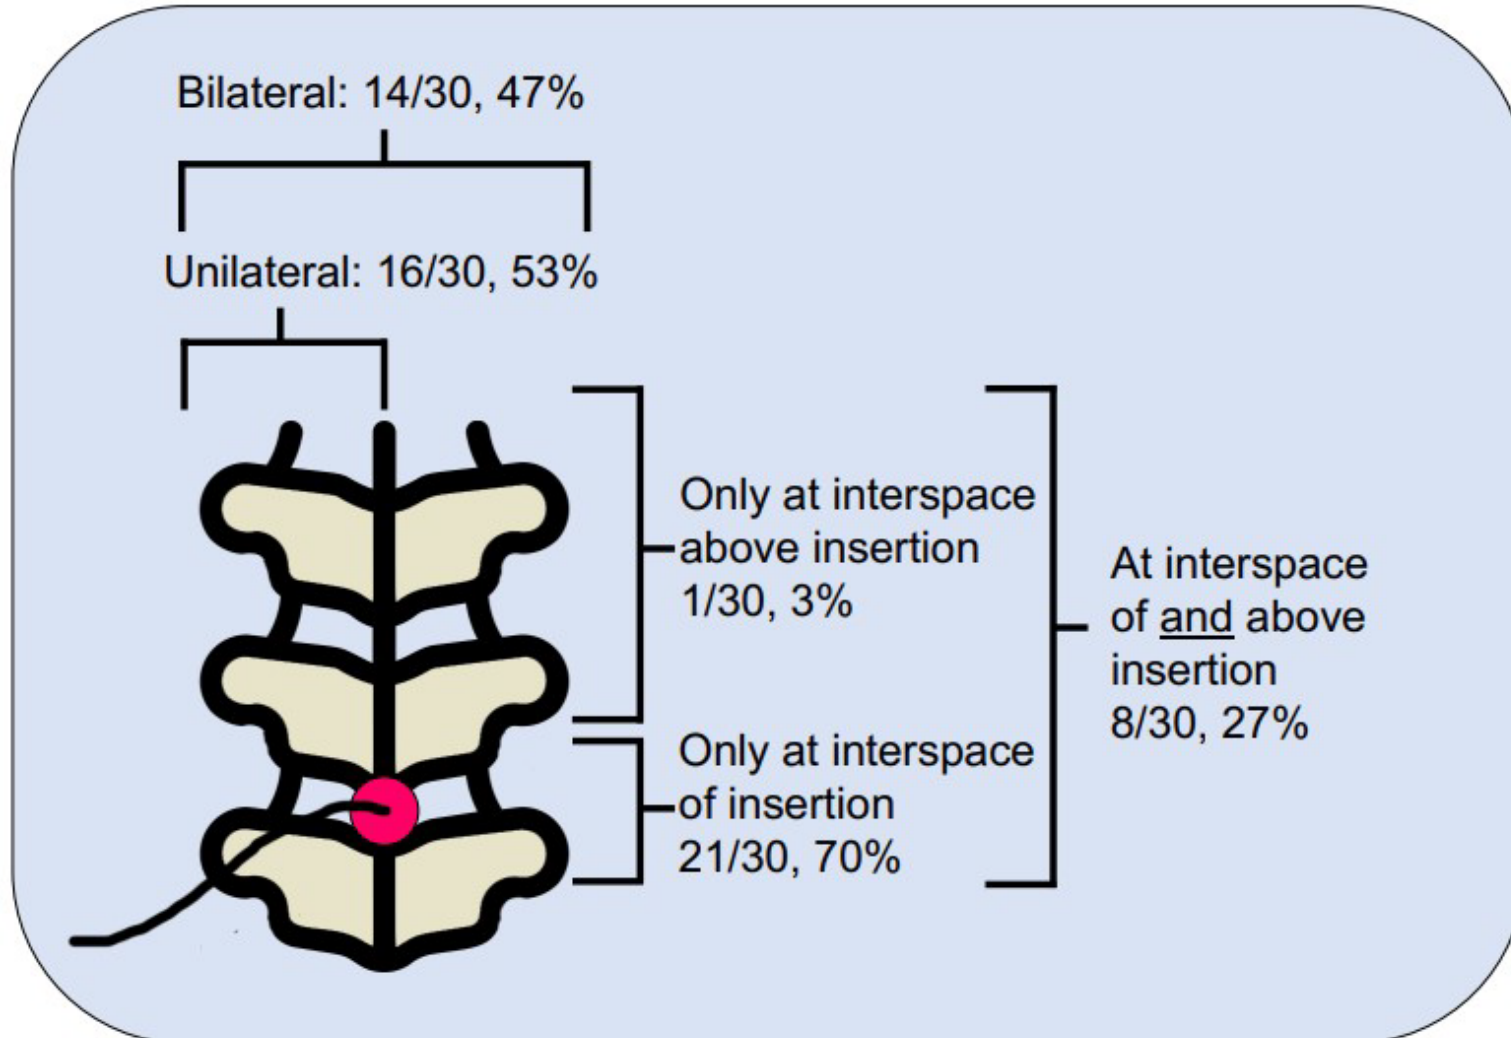 Bilateral: 14/30, 47%
Unilateral: 16/30, 53%
Only at interspace
above insertion
1/30, 3%
At interspace
of and above
insertion
8/30, 27%
Only at interspace
of insertion
21/30, 70%